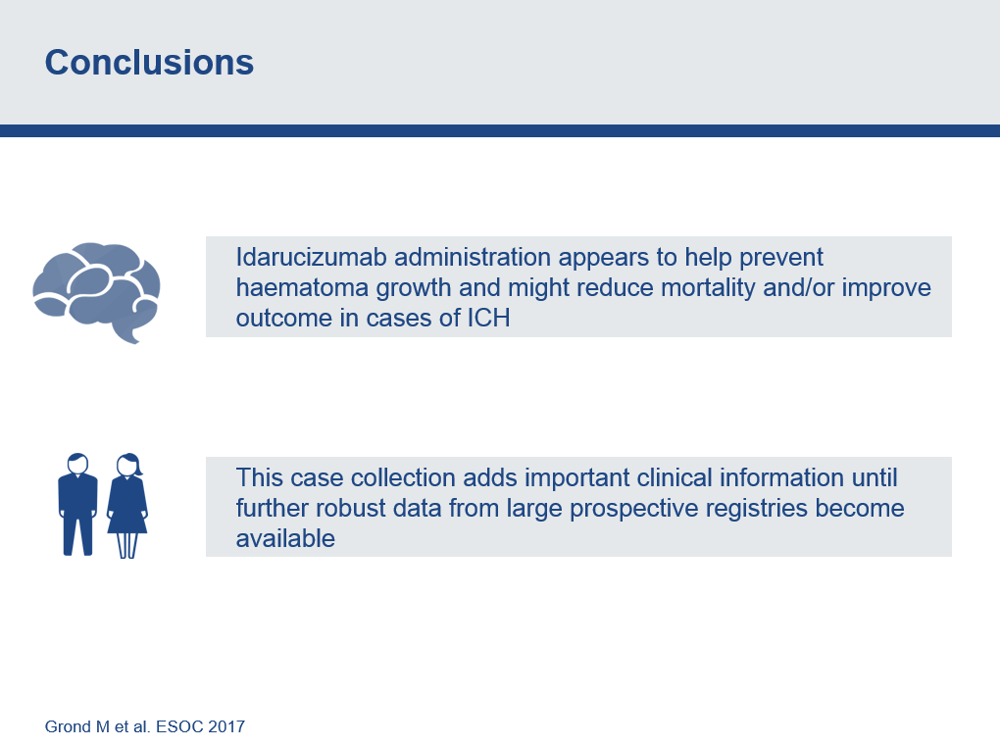 Conclusions
Idarucizumab administration appears to help prevent
haematoma growth and might reduce mortality and/or improve
outcome in cases of ICH
This case collection adds important clinical information until
further robust data from large prospective registries become
available
Grond M et al. ESOC 2017